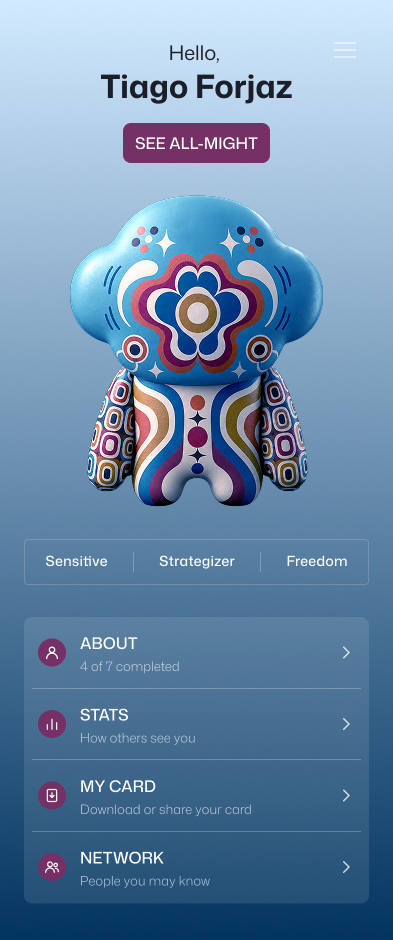 Hello,
Tiago Forjaz
SEE ALL-MIGHT
Sensitive
Strategizer
Freedom
ABOUT
4 of 7 completed
STATS
How others see you
MY CARD
Download or share your card
NETWORK
People you may know